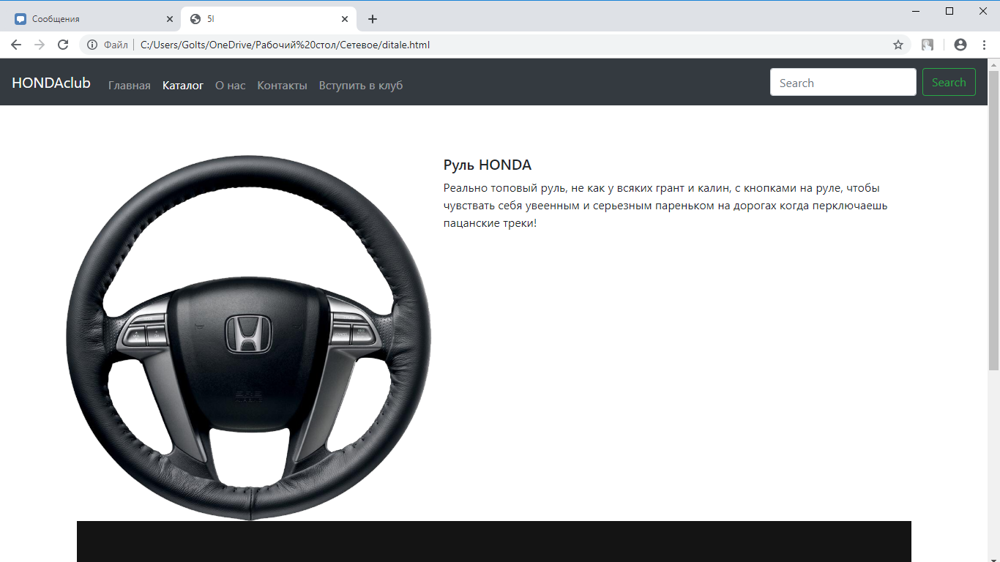 Сообщения
5l
Файл
C:/Users/Golts/OneDrive/Рабочий%20стол/Сетевое/ditale.html
HONDAclub Главная Каталог О нас Контакты Вступить в клуб Search Search
Руль HONDA
Реально топовый руль, не как у всяких грант и калин, с кнопками на руле, чтобы
чувствать себя увеенным и серьезным пареньком на дорогах когда перключаешь
пацанские треки!